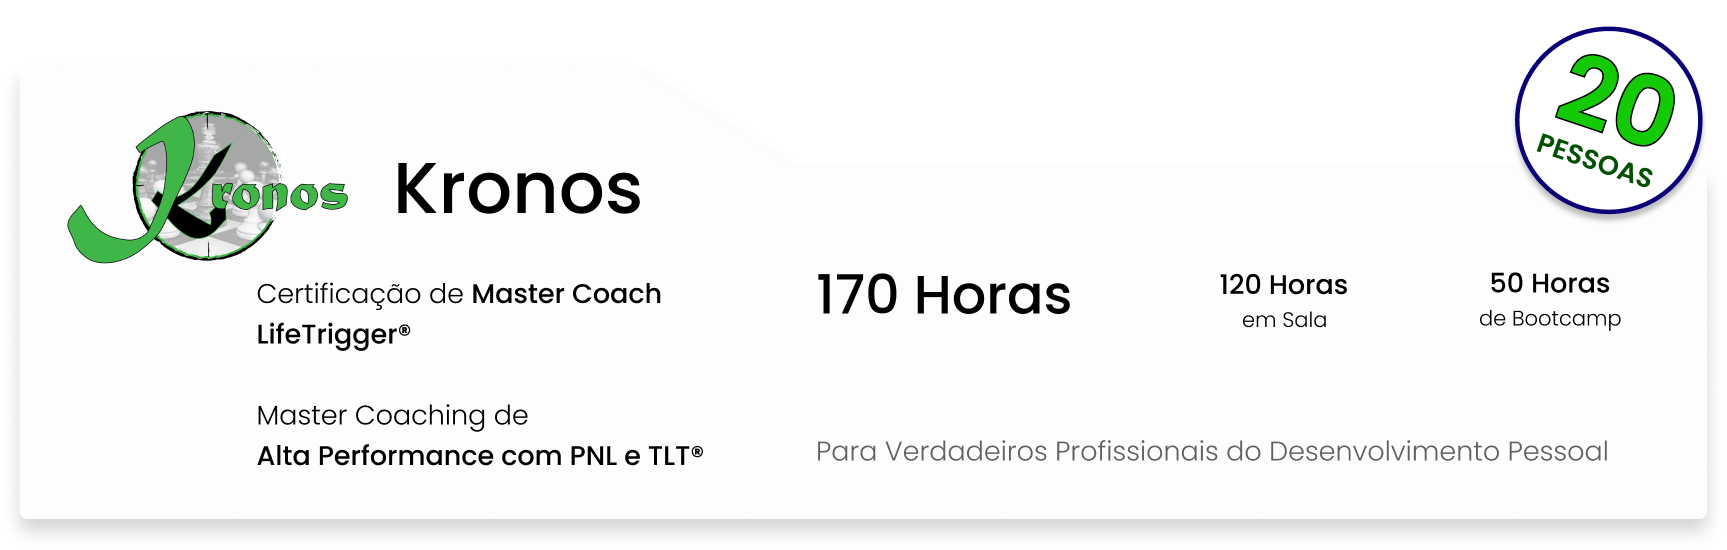 20
PESSOAS
Kronos
Kronos
Certificação de Master Coach
LifeTrigger®
170 Horas
120 Horas
em Sala
50 Horas
de Bootcamp
Master Coaching de
Alta Performance com PNL e TLT®
Para Verdadeiros Profissionais do Desenvolvimento Pessoal